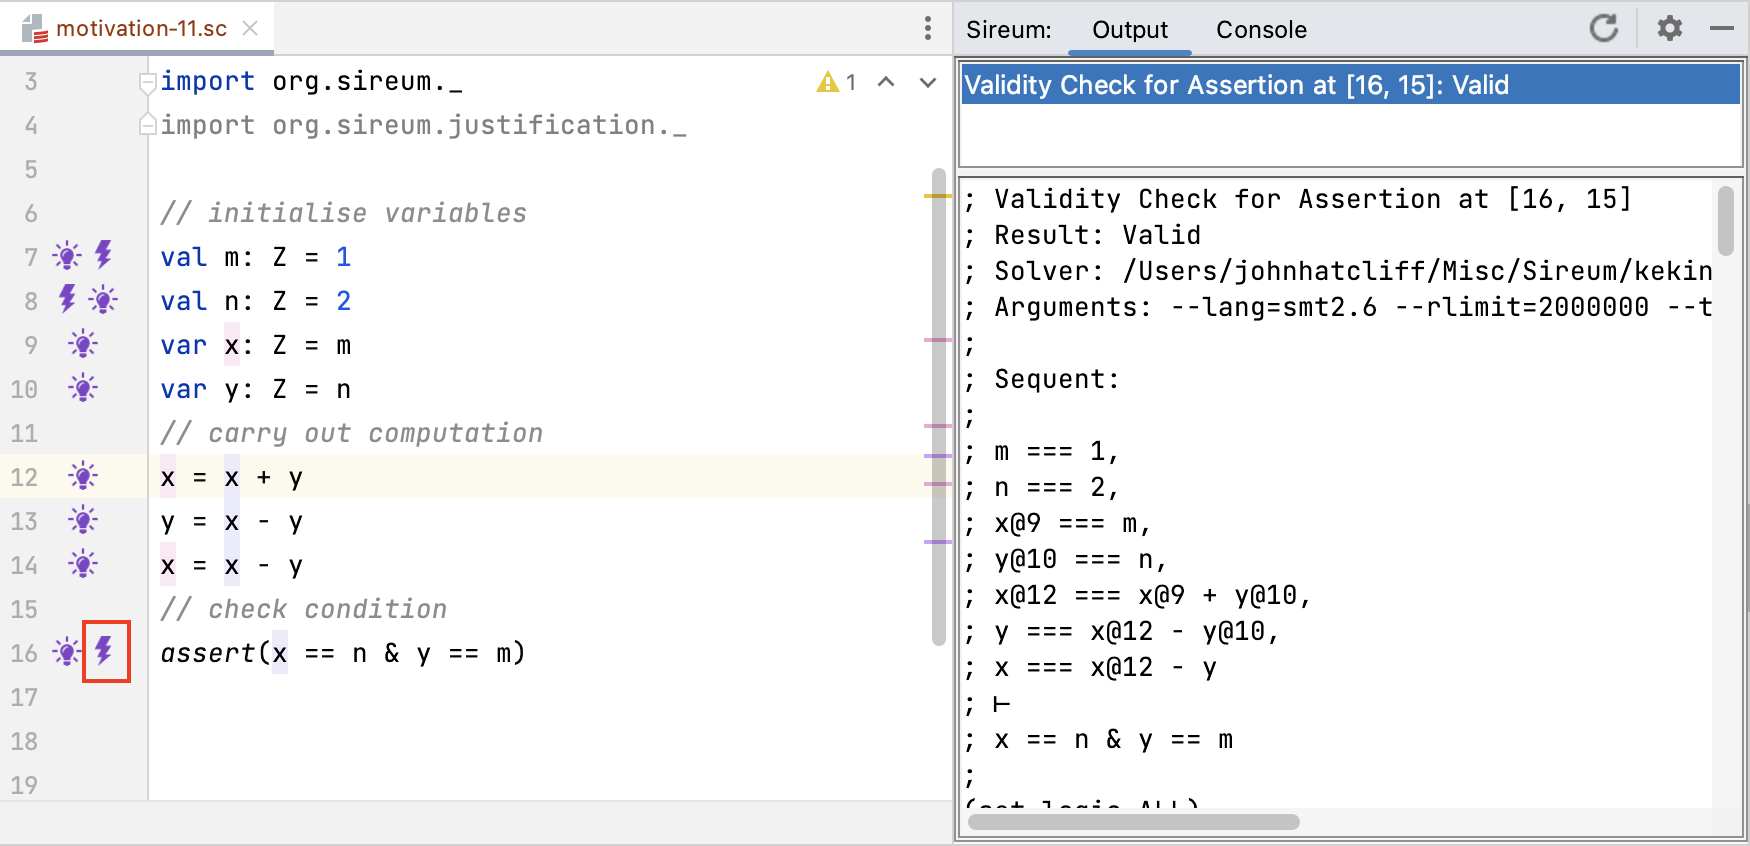 motivation-11.sc
Sireum: Output Console
3 import org.sireum._
1
4 import org.sireum.justification._
5
6 // initialise variables
7 val m: Z = 1
8 val n: Z = 2
9 var x: Z = m
10 var y: Z = n
11 // carry out computation
12 x = x + y
13 y = x - y
14 x = x - y
15 // check condition
16 assert(x == n & y == m)
17
18
19
Validity Check for Assertion at [16, 15]: Valid
; Validity Check for Assertion at [16, 15]
; Result: Valid
; Solver: /Users/johnhatcliff/Misc/Sireum/kekin
; Arguments: --lang=smt2.6 --rlimit=2000000 --t
;
; Sequent:
;
; m === 1,
; n === 2,
; x@9 === m,
; y@10 === n,
; x@12 === x@9 + y@10,
; y === x@12 - y@10,
; x === x@12 - y
; ⊢
; x == n & y == m
;
(set-logic ALL)